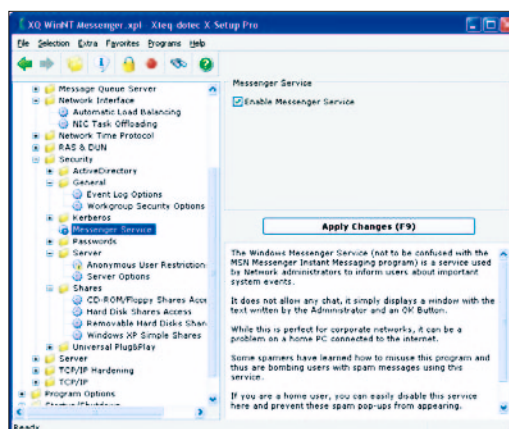 XQ WinNT Messenger.xpl - Xteq-dotec X Setup Pro
File Selection Extra Favorites Programs Help
Message Queue Server
Network Interface
Automatic Load Balancing
NIC Task Offloading
Network Time Protocol
RAS & DUN
Security
ActiveDirectory
General
Event Log Options
Workgroup Security Options
Kerberos
Messenger Service
Passwords
Server
Anonymous User Restriction
Server Options
Shares
CD-ROM/Floppy Shares Acce
Hard Disk Shares Access
Removable Hard Disks Shar
Windows XP Simple Shares
Universal Plug&Play
Server
TCP/IP Hardening
TCP/IP
Program Options
Startup/Shutdown
Messenger Service
Enable Messenger Service
Apply Changes (F9)
The Windows Messenger Service (not to be confused with the
MSN Messenger Instant Messaging program) is a service used
by Network administrators to inform users about important
system events.
It does not allow any chat, it simply displays a window with the
text written by the Administrator and an OK Button.
While this is perfect for corporate networks, it can be a
problem on a home PC connected to the internet.
Some spammers have learned how to misuse this program and
thus are bombing users with spam messages using this
service.
If you are a home user, you can easily disable this service
here and prevent these spam pop-ups from appearing.
Ready